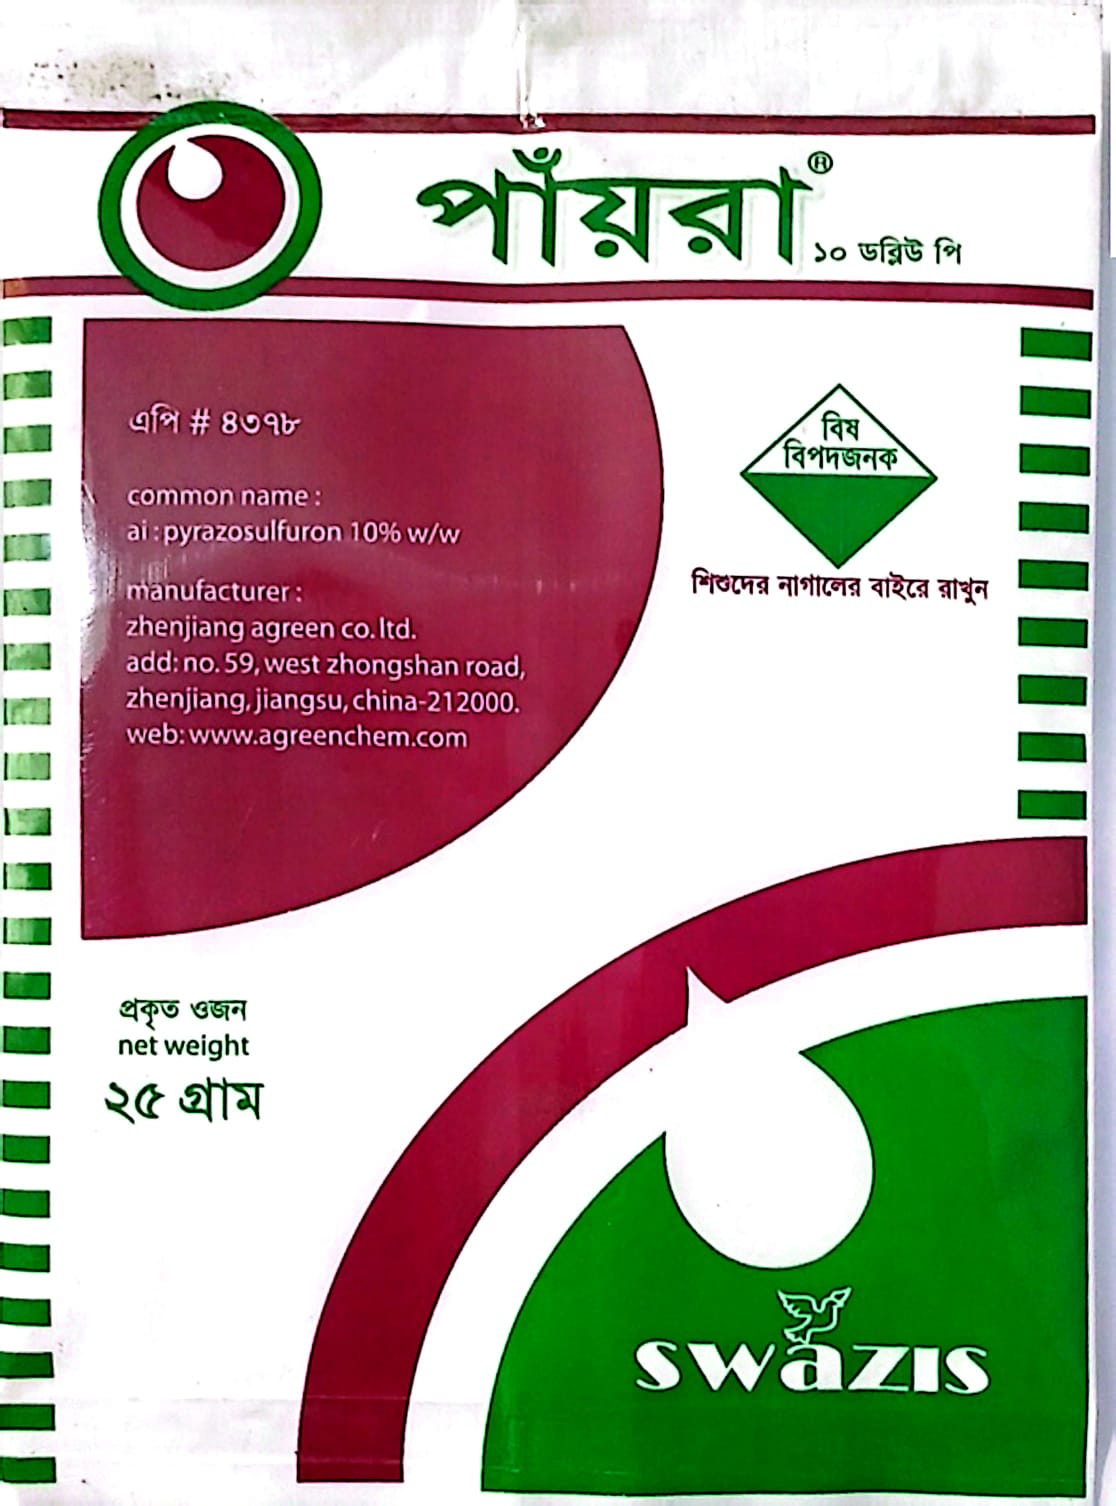 পাঁয়রা®
১০ ডব্লিউ পি
এপি # ৪৩৭৮
common name :
ai : pyrazosulfuron 10% w/w
manufacturer :
zhenjiang agreen co. ltd.
add: no. 59, west zhongshan road,
zhenjiang, jiangsu, china-212000.
web: www.agreenchem.com
বিষ
বিপদজনক
শিশুদের নাগালের বাইরে রাখুন
প্রকৃত ওজন
net weight
২৫ গ্রাম
swazis